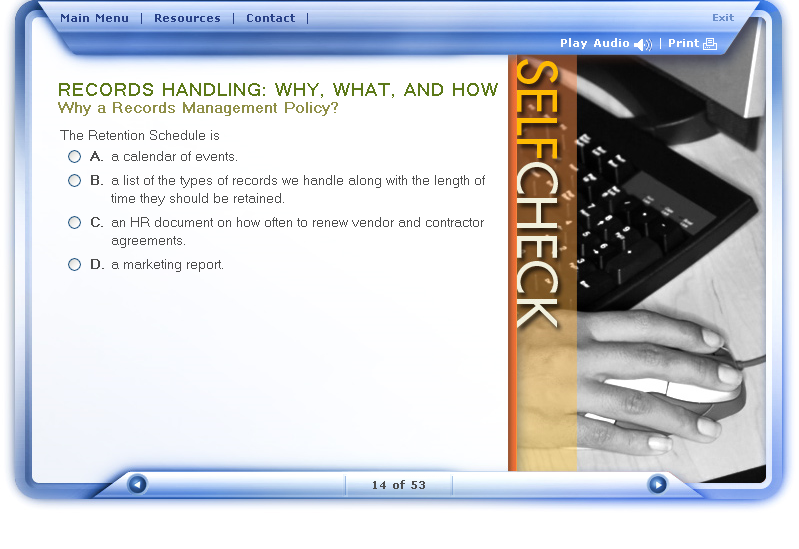 Main Menu | Resources | Contact |
Exit
Play Audio | Print
RECORDS HANDLING: WHY, WHAT, AND HOW
Why a Records Management Policy?
The Retention Schedule is
A. a calendar of events.
B. a list of the types of records we handle along with the length of
time they should be retained.
C. an HR document on how often to renew vendor and contractor
agreements.
D. a marketing report.
SELFCHECK
14 of 53